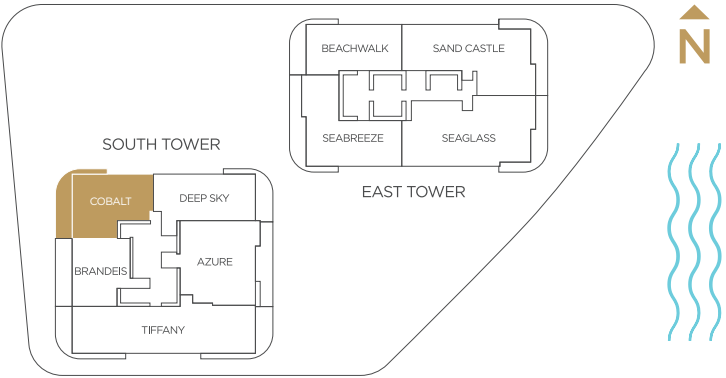 BEACHWALK
SAND CASTLE
N
SEABREEZE
SEAGLASS
SOUTH TOWER
EAST TOWER
COBALT
DEEP SKY
BRANDEIS
AZURE
TIFFANY